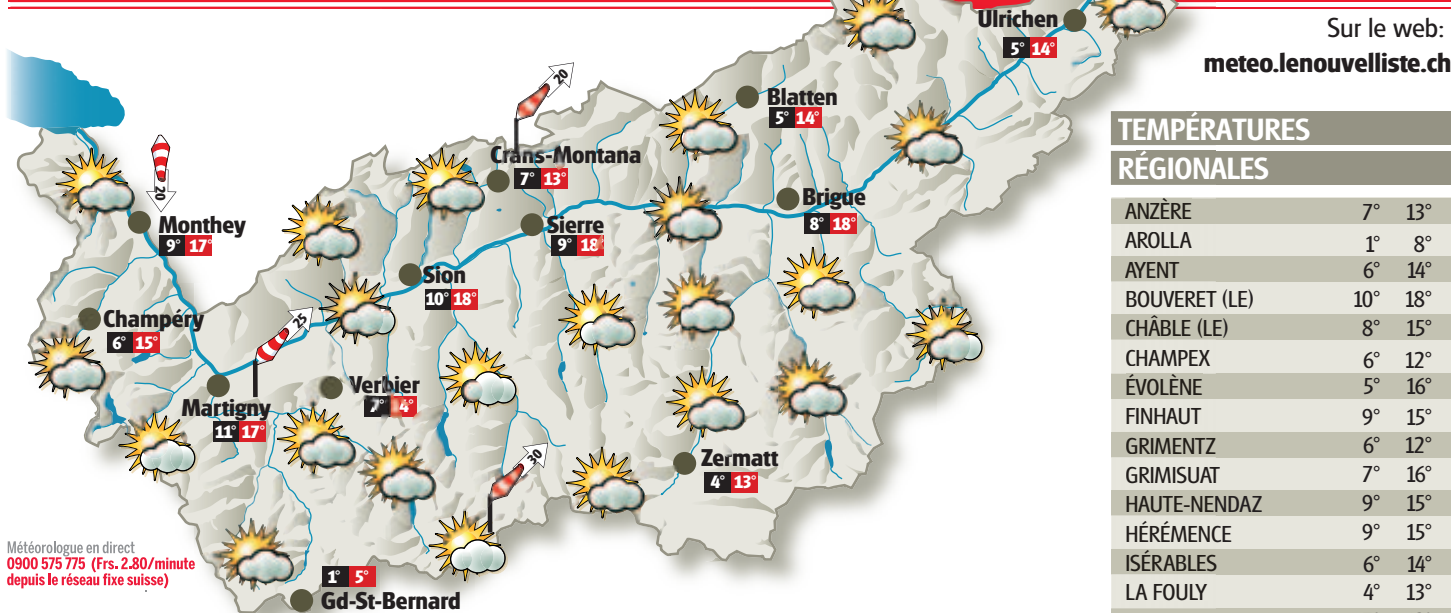 Ulrichen
5° 14°
Sur le web:
meteo.lenouvelliste.ch
20
Blatten
5° 14°
Crans-Montana
7° 13°
20
Monthey
9° 17°
Brigue
8° 18°
Sierre
9° 18°
Sion
10° 18°
Champéry
6° 15°
25
Verbier
7°
Martigny
11° 17°
Zermatt
4° 13°
30
Météorologue en direct
0900 575 775 (Frs. 2.80/minute
depuis le réseau fixe suisse)
1° 5°
Gd-St-Bernard
TEMPÉRATURES
RÉGIONALES
ANZÈRE 7° 13°
AROLLA 1° 8°
AYENT 6° 14°
BOUVERET (LE) 10° 18°
CHÂBLE (LE) 8° 15°
CHAMPEX 6° 12°
ÉVOLÈNE 5° 16°
FINHAUT 9° 15°
GRIMENTZ 6° 12°
GRIMISUAT 7° 16°
HAUTE-NENDAZ 9° 15°
HÉRÉMENCE 9° 15°
ISÉRABLES 6° 14°
LA FOULY 4° 13°